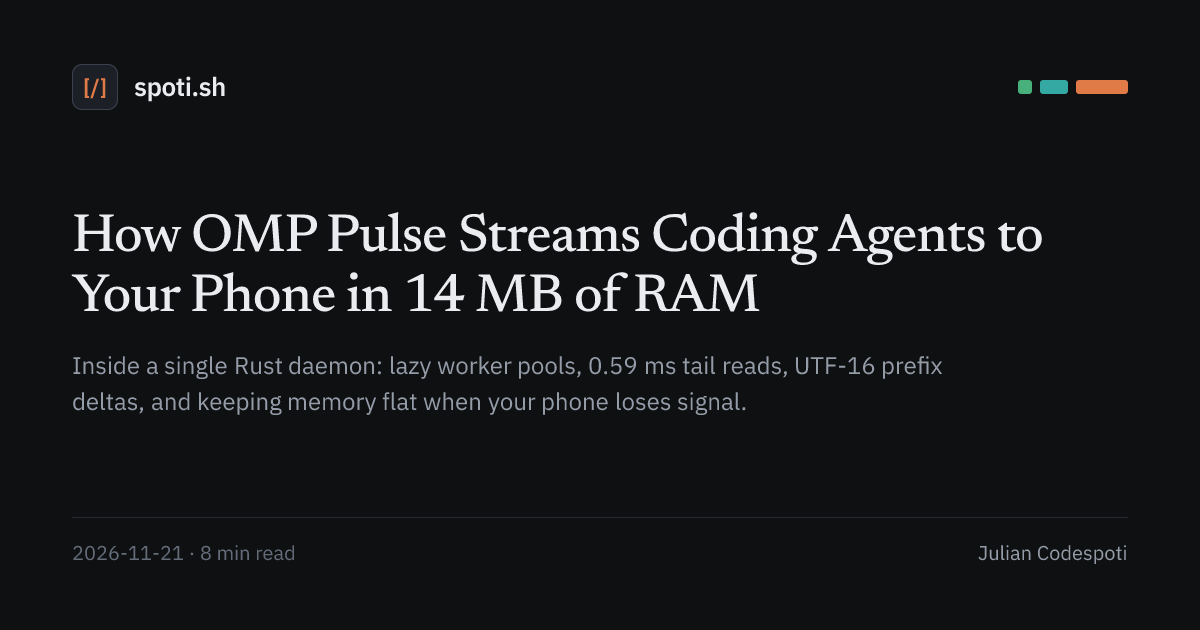 [/] spoti.sh
How OMP Pulse Streams Coding Agents to
Your Phone in 14 MB of RAM
Inside a single Rust daemon: lazy worker pools, 0.59 ms tail reads, UTF-16 prefix
deltas, and keeping memory flat when your phone loses signal.
2026-11-21 · 8 min read
Julian Codespoti